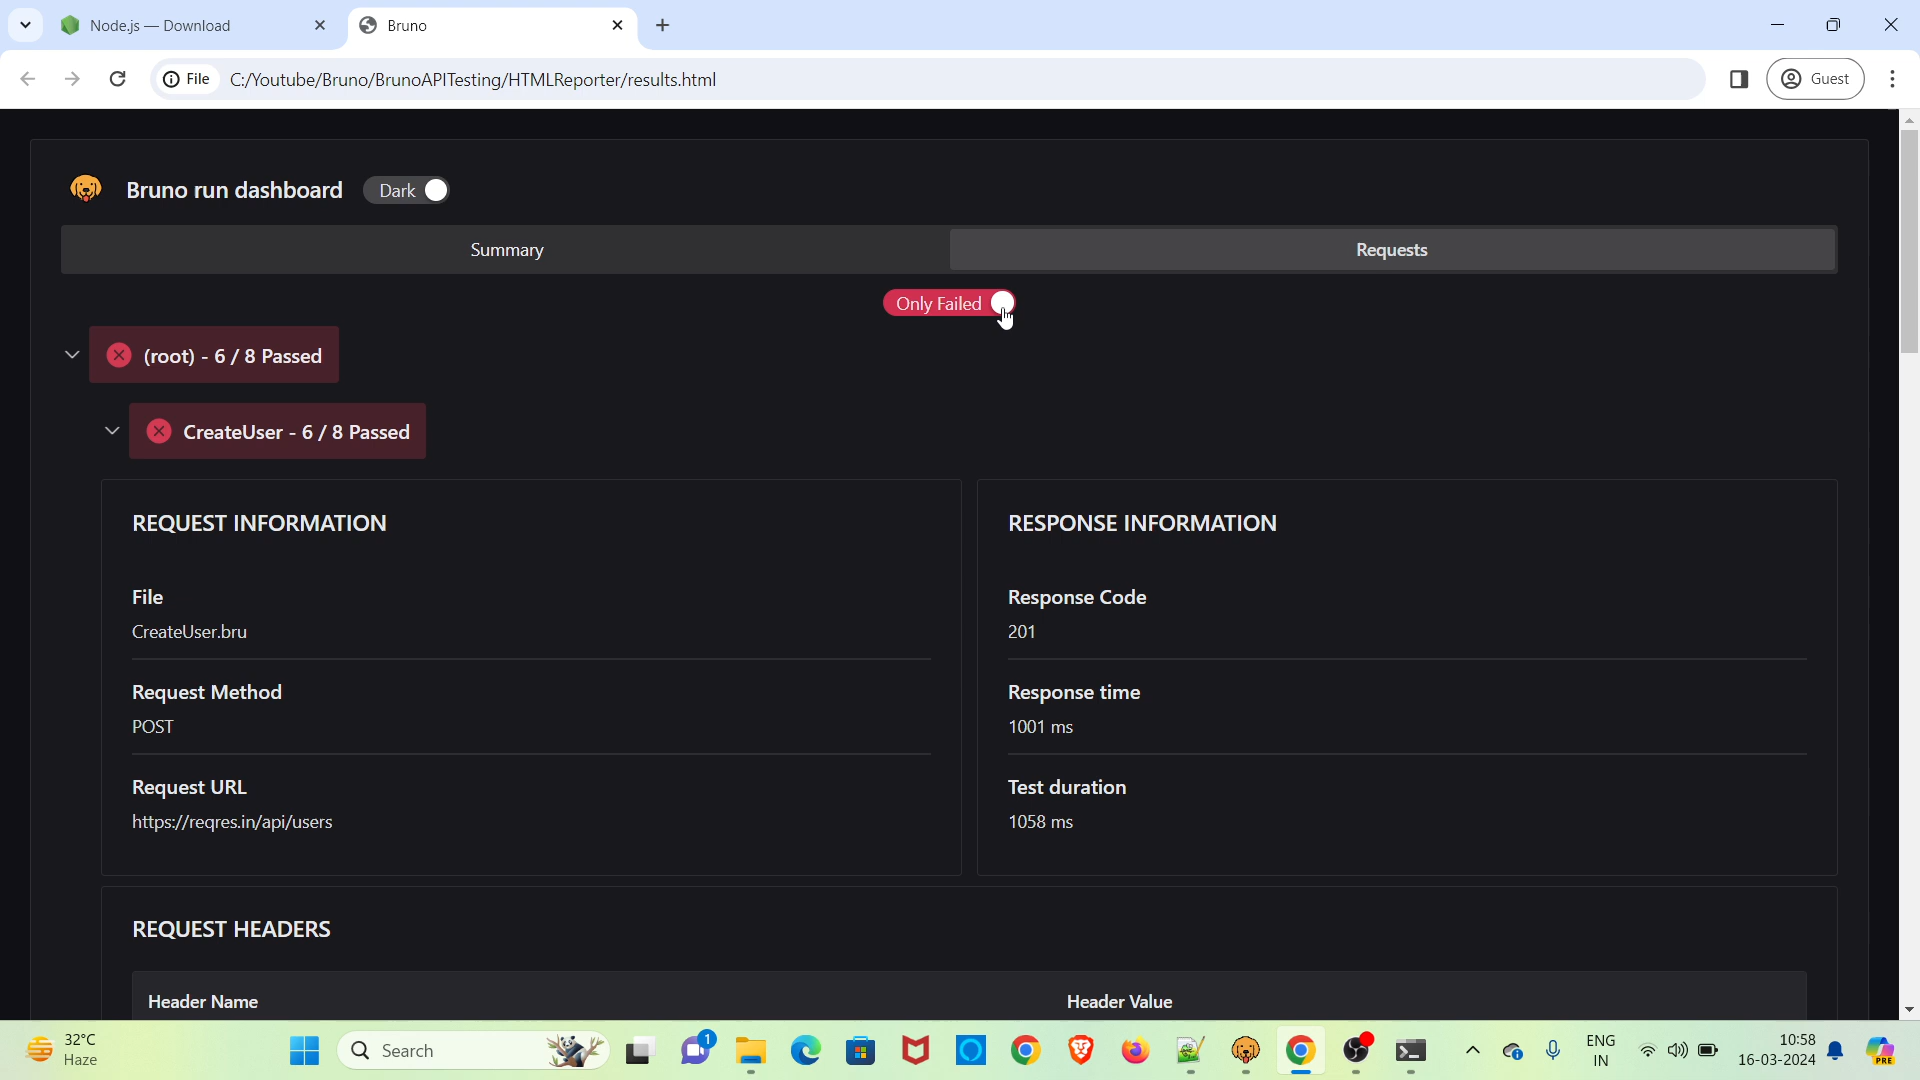 Node.js — Download
Bruno
File
C:/Youtube/Bruno/BrunoAPITesting/HTMLReporter/results.html
Guest
Bruno run dashboard
Dark
Summary
Requests
Only Failed
(root) - 6 / 8 Passed
CreateUser - 6 / 8 Passed
REQUEST INFORMATION
RESPONSE INFORMATION
File
CreateUser.bru
Response Code
201
Request Method
POST
Response time
1001 ms
Request URL
https://reqres.in/api/users
Test duration
1058 ms
REQUEST HEADERS
Header Name
Header Value
32°C
Haze
Search
1
ENG
IN
10:58
16-03-2024
PRE